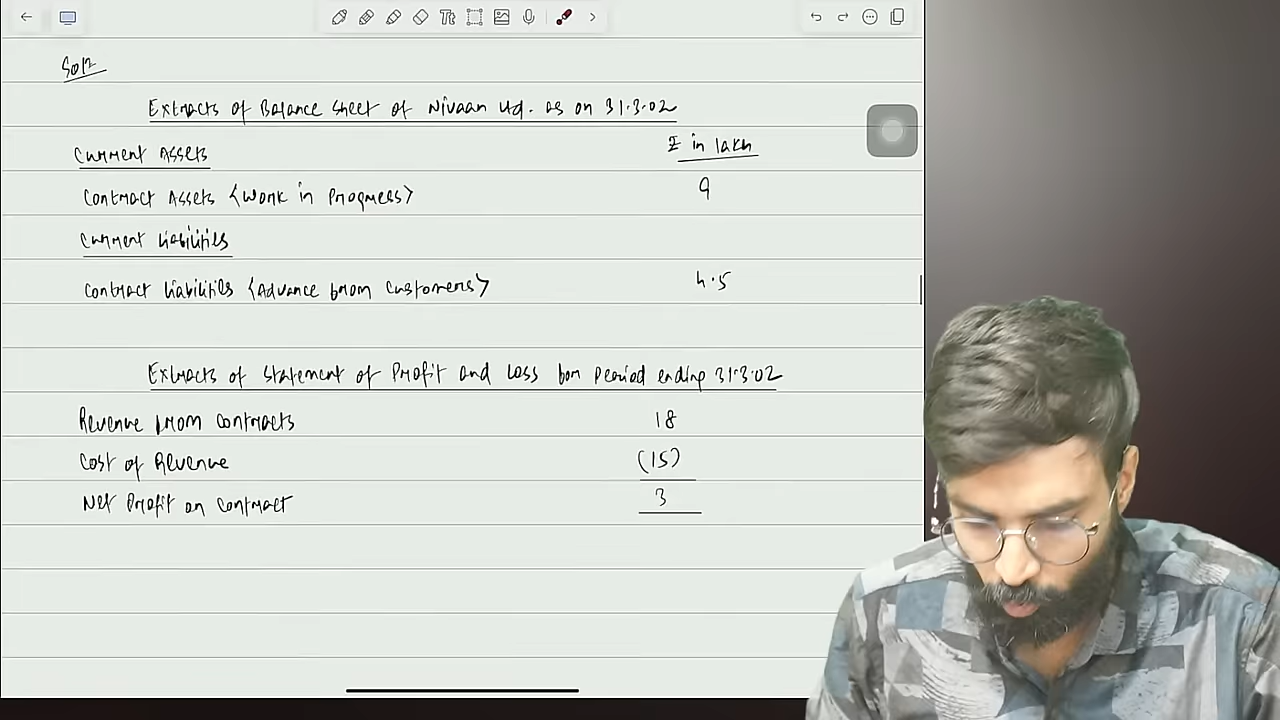 Soln
Extracts of Balance Sheet of Nivaan Ltd. as on 31.3.02
Current Assets ₹ in lakh
Contract Assets <Work in Progress> 9
Current Liabilities
Contract Liabilities <Advance from Customers> 4.5
Extracts of Statement of Profit and Loss for Period ending 31.3.02
Revenue from Contracts 18
Cost of Revenue (15)
Net Profit on Contract 3